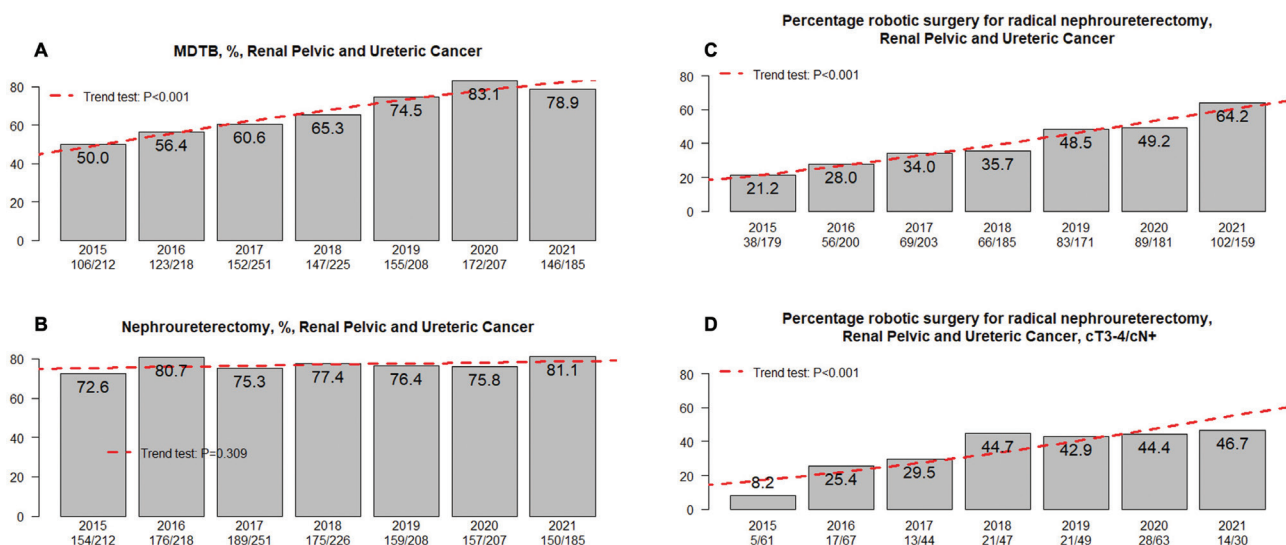 A
MDTB, %, Renal Pelvic and Ureteric Cancer
Trend test: P<0.001
80
60
40
20
0
50.0
56.4
60.6
65.3
74.5
83.1
78.9
2015 2016 2017 2018 2019 2020 2021
106/212 123/218 152/251 147/225 155/208 172/207 146/185
B
Nephroureterectomy, %, Renal Pelvic and Ureteric Cancer
80
60
40
20
0
72.6
80.7
75.3
77.4
76.4
75.8
81.1
Trend test: P=0.309
2015 2016 2017 2018 2019 2020 2021
154/212 176/218 189/251 175/226 159/208 157/207 150/185
C
Percentage robotic surgery for radical nephroureterectomy,
Renal Pelvic and Ureteric Cancer
Trend test: P<0.001
80
60
40
20
0
21.2
28.0
34.0
35.7
48.5
49.2
64.2
2015 2016 2017 2018 2019 2020 2021
38/179 56/200 69/203 66/185 83/171 89/181 102/159
D
Percentage robotic surgery for radical nephroureterectomy,
Renal Pelvic and Ureteric Cancer, cT3-4/cN+
Trend test: P<0.001
80
60
40
20
0
8.2
25.4
29.5
44.7
42.9
44.4
46.7
2015 2016 2017 2018 2019 2020 2021
5/61 17/67 13/44 21/47 21/49 28/63 14/30